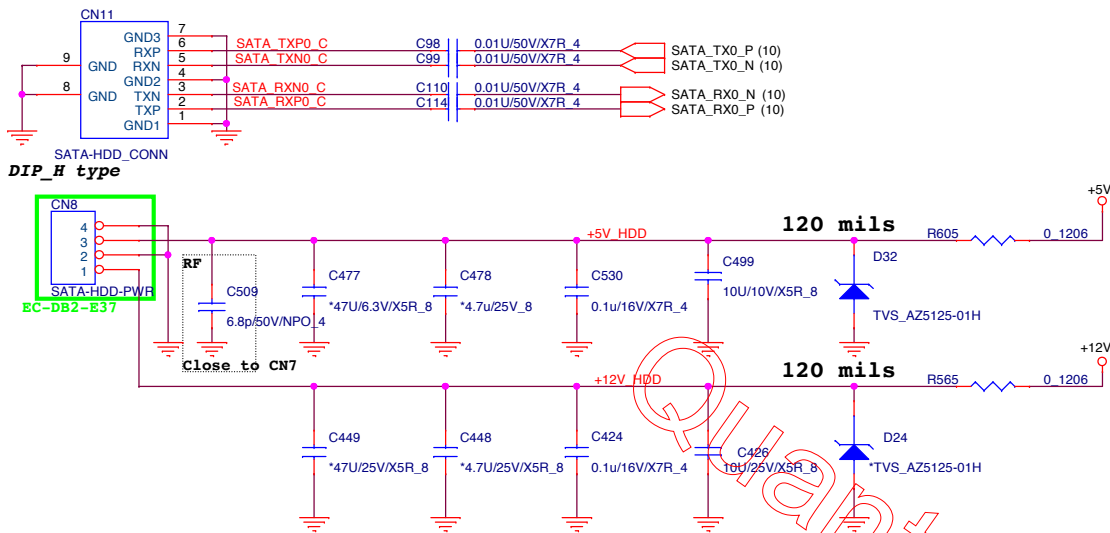 CN11
GND3 7
RXP 6 SATA_TXP0_C C98 0.01U/50V/X7R_4 SATA_TX0_P (10)
9 GND RXN 5 SATA_TXN0_C C99 0.01U/50V/X7R_4 SATA_TX0_N (10)
GND2 4
8 GND TXN 3 SATA_RXN0_C C110 0.01U/50V/X7R_4 SATA_RX0_N (10)
TXP 2 SATA_RXP0_C C114 0.01U/50V/X7R_4 SATA_RX0_P (10)
GND1 1
SATA-HDD_CONN
DIP_H type
CN8
4
3
2
1
SATA-HDD-PWR
EC-DB2-E37
+5V_HDD
120 mils
R605 0_1206
+5V
RF
C509
6.8p/50V/NPO_4
Close to CN7
C477
*47U/6.3V/X5R_8
C478
*4.7u/25V_8
C530
0.1u/16V/X7R_4
C499
10U/10V/X5R_8
D32
TVS_AZ5125-01H
+12V_HDD
120 mils
R565 0_1206
+12V
C449
*47U/25V/X5R_8
C448
*4.7U/25V/X5R_8
C424
0.1u/16V/X7R_4
C426
10U/25V/X5R_8
D24
*TVS_AZ5125-01H